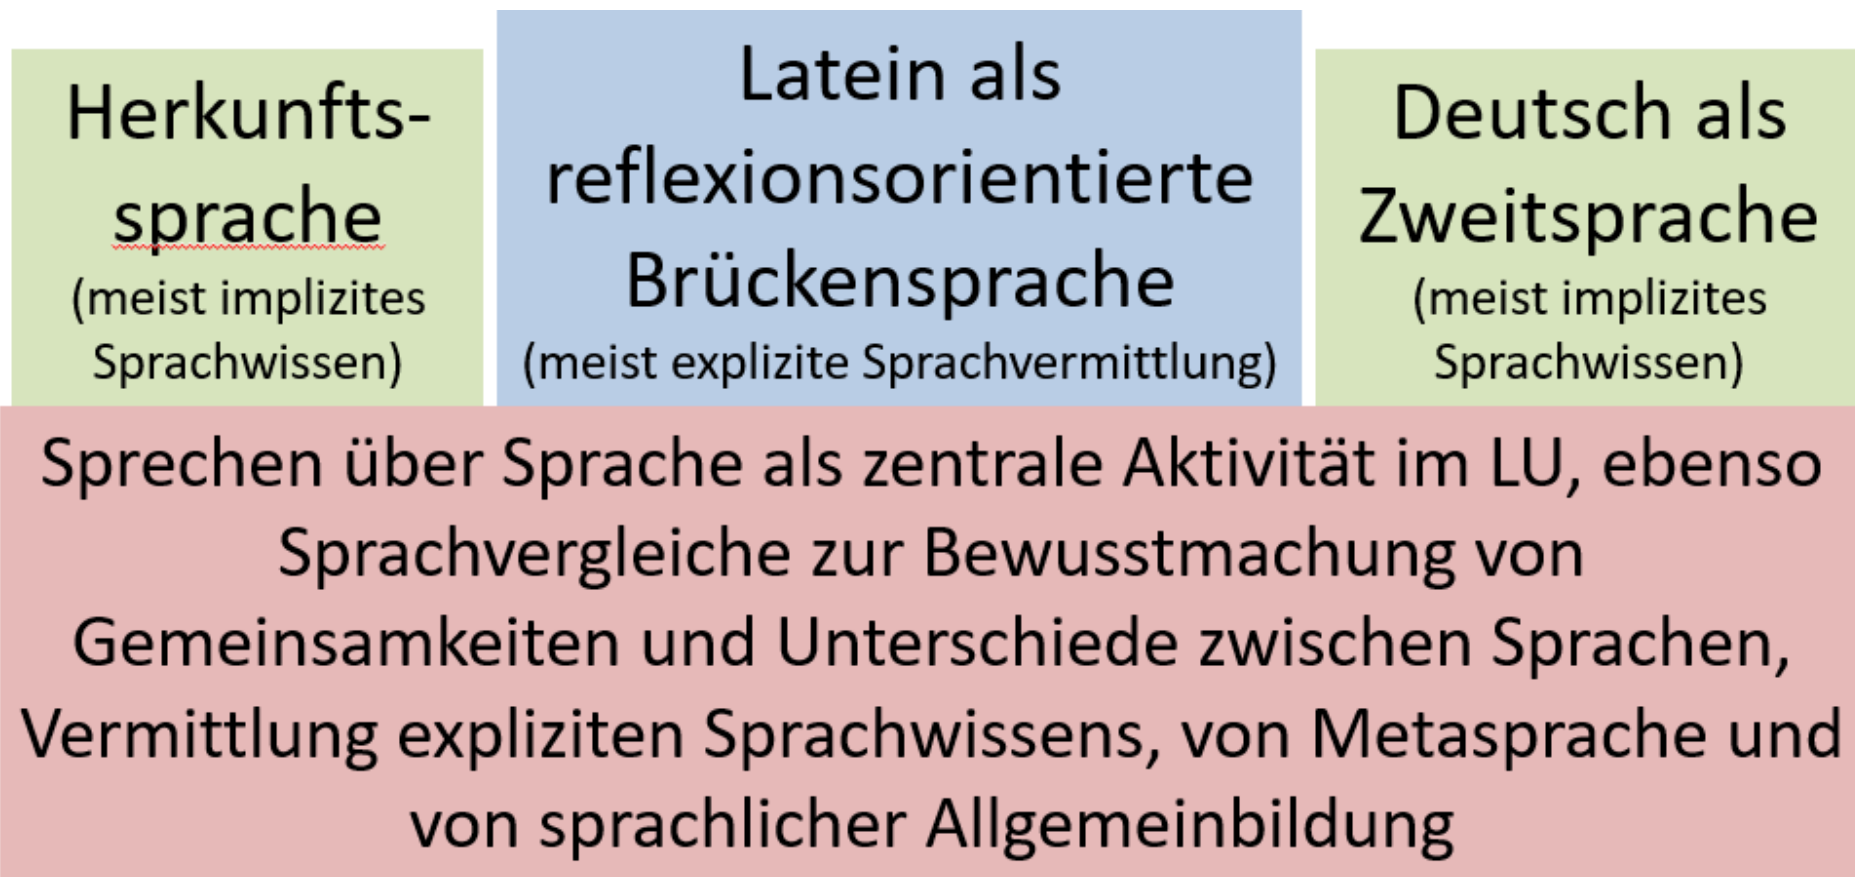 Herkunfts-
sprache
(meist implizites
Sprachwissen)
Latein als
reflexionsorientierte
Brückensprache
(meist explizite Sprachvermittlung)
Deutsch als
Zweitsprache
(meist implizites
Sprachwissen)
Sprechen über Sprache als zentrale Aktivität im LU, ebenso
Sprachvergleiche zur Bewusstmachung von
Gemeinsamkeiten und Unterschiede zwischen Sprachen,
Vermittlung expliziten Sprachwissens, von Metasprache und
von sprachlicher Allgemeinbildung